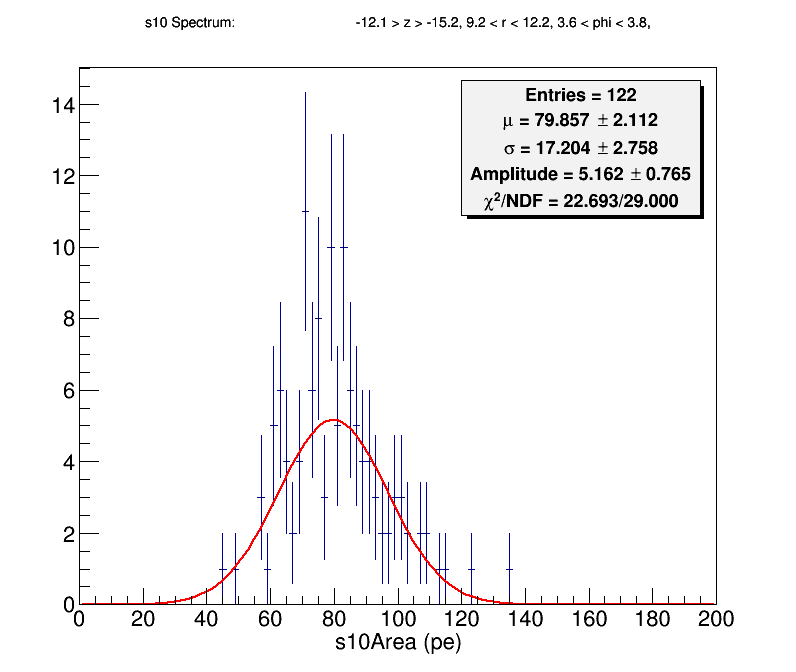 s10 Spectrum: -12.1 > z > -15.2, 9.2 < r < 12.2, 3.6 < phi < 3.8,
Entries = 122
μ = 79.857 ± 2.112
σ = 17.204 ± 2.758
Amplitude = 5.162 ± 0.765
χ²/NDF = 22.693/29.000
14
12
10
8
6
4
2
0
0 20 40 60 80 100 120 140 160 180 200
s10Area (pe)